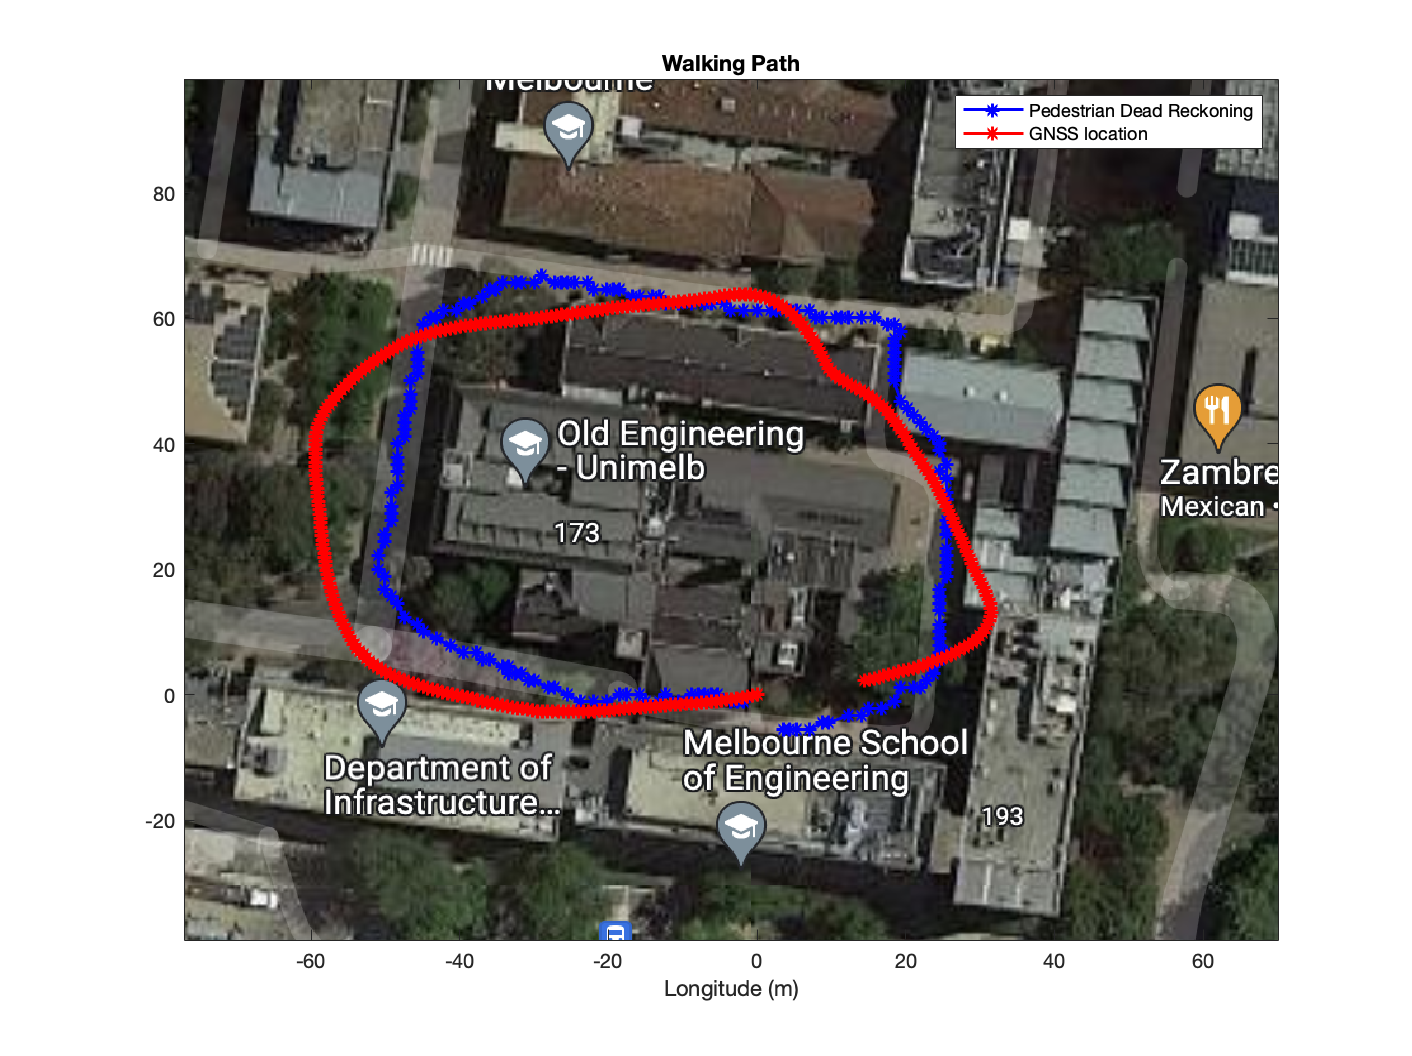 Walking Path
Melbourne
Pedestrian Dead Reckoning
GNSS location
80
60
40
20
0
-20
Old Engineering
- Unimelb
173
Zambre
Mexican ·
Department of
Infrastructure...
Melbourne School
of Engineering
193
-60
-40
-20
0
20
40
60
Longitude (m)